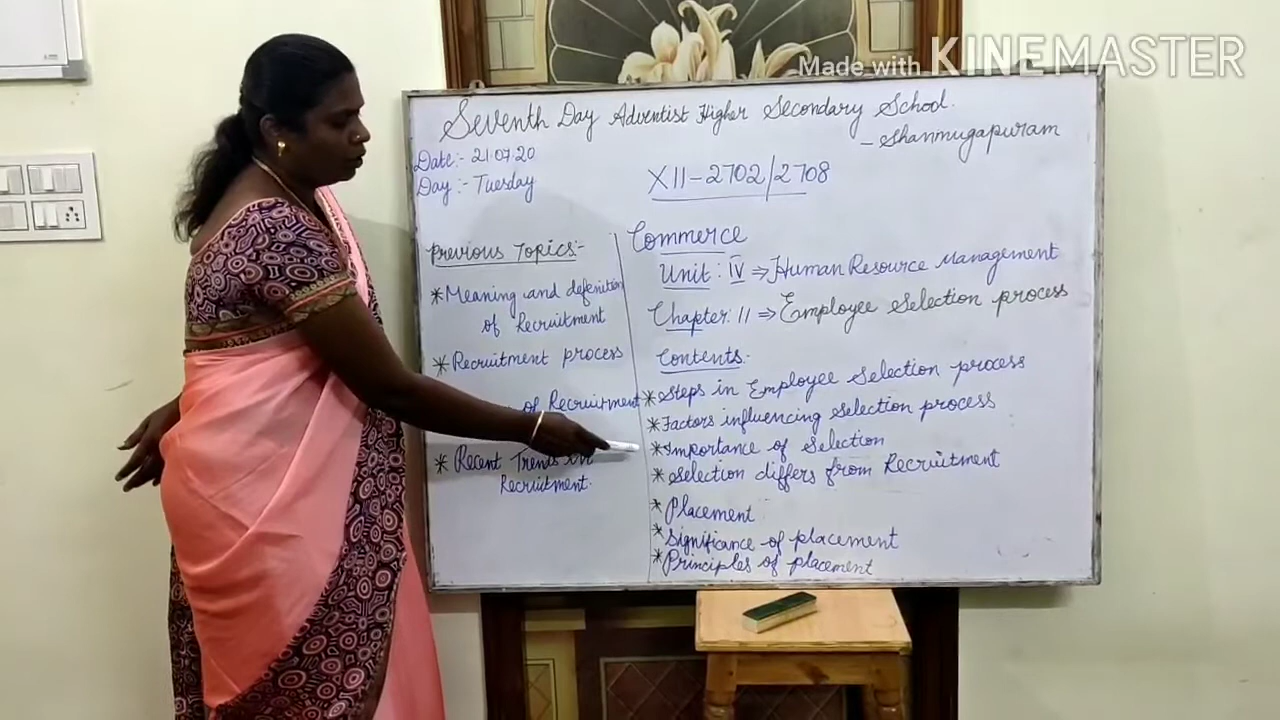 Made with KINEMASTER
Seventh Day Adventist Higher Secondary School.
- Shanmugapuram
Date:- 21.07.20
Day :- Tuesday
XII-2702/2708
Previous Topics:-
* Meaning and defenition
of Recruitment
* Recruitment process
of Recruitment
* Recent Trends in
Recruitment.
Commerce
Unit : IV ⇒ Human Resource Management
Chapter: 11 ⇒ Employee Selection process
Contents:-
* Steps in Employee Selection process
* Factors influencing Selection process
* Importance of Selection
* Selection differs from Recruitment
* Placement
* Significance of placement
* Principles of placement